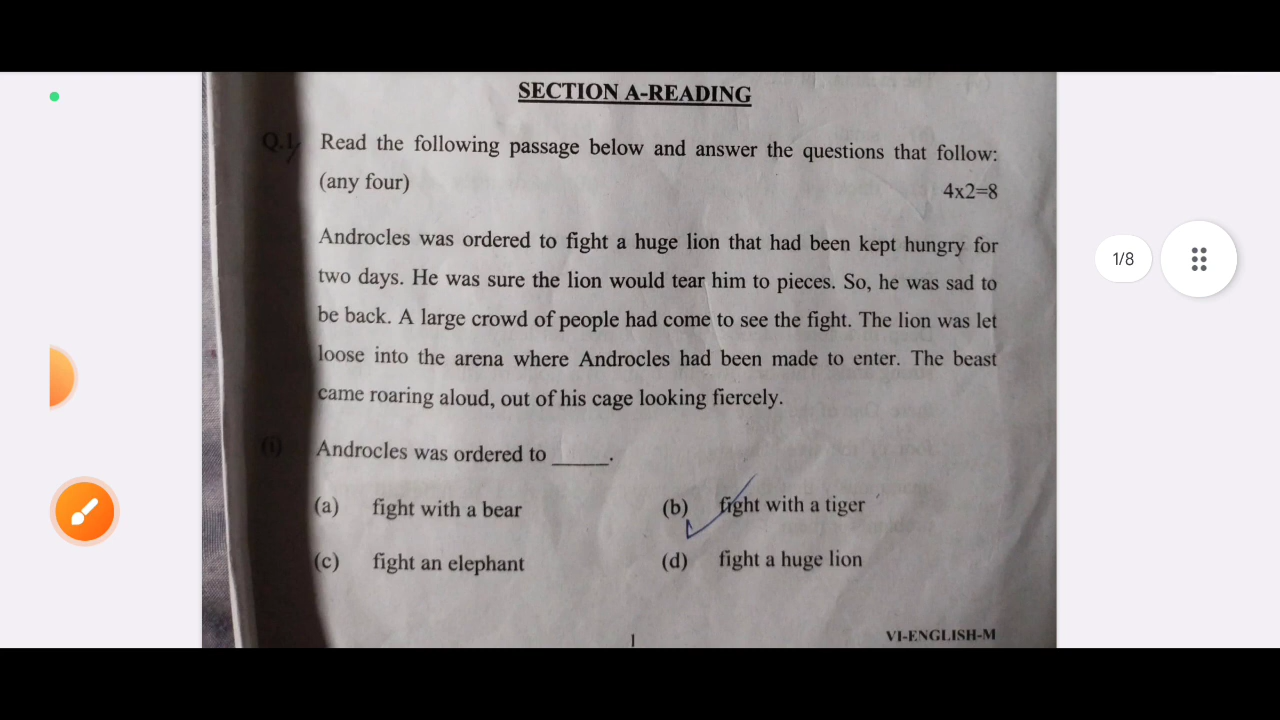 SECTION A-READING
Q.1 Read the following passage below and answer the questions that follow:
(any four) 4x2=8
Androcles was ordered to fight a huge lion that had been kept hungry for
two days. He was sure the lion would tear him to pieces. So, he was sad to
be back. A large crowd of people had come to see the fight. The lion was let
loose into the arena where Androcles had been made to enter. The beast
came roaring aloud, out of his cage looking fiercely.
(i) Androcles was ordered to _____.
(a) fight with a bear (b) fight with a tiger
(c) fight an elephant (d) fight a huge lion
1 VI-ENGLISH-M
1/8